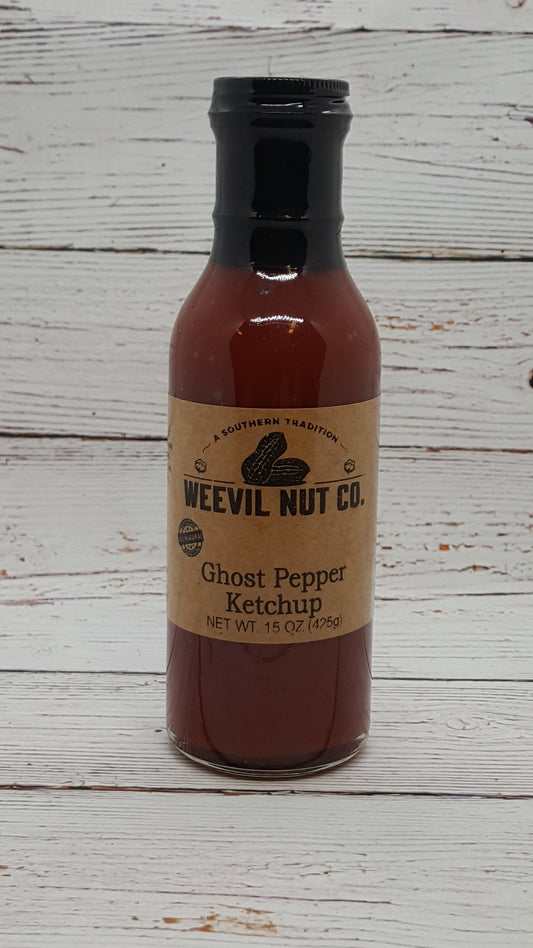 A SOUTHERN TRADITION
WEEVIL NUT CO.
Ghost Pepper
Ketchup
NET WT. 15 OZ. (425g)